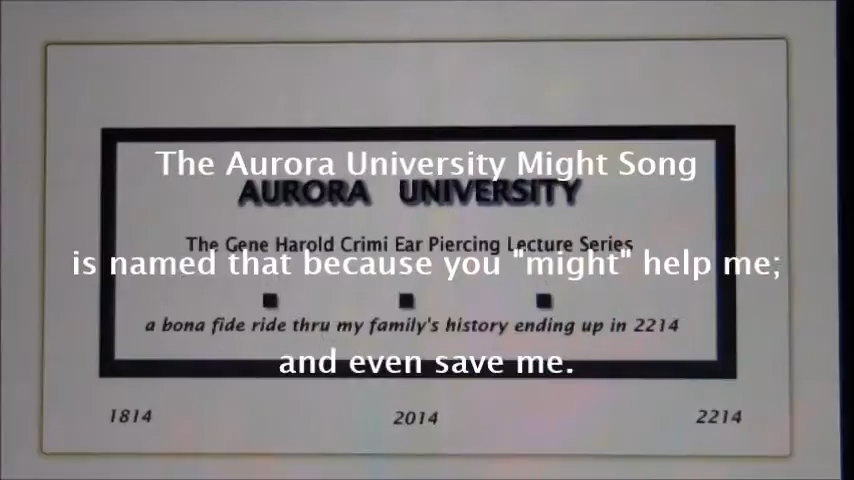 The Aurora University Might Song
AURORA UNIVERSITY
The Gene Harold Crimi Ear Piercing Lecture Series
is named that because you "might" help me;
a bona fide ride thru my family's history ending up in 2214
and even save me.
1814 2014 2214